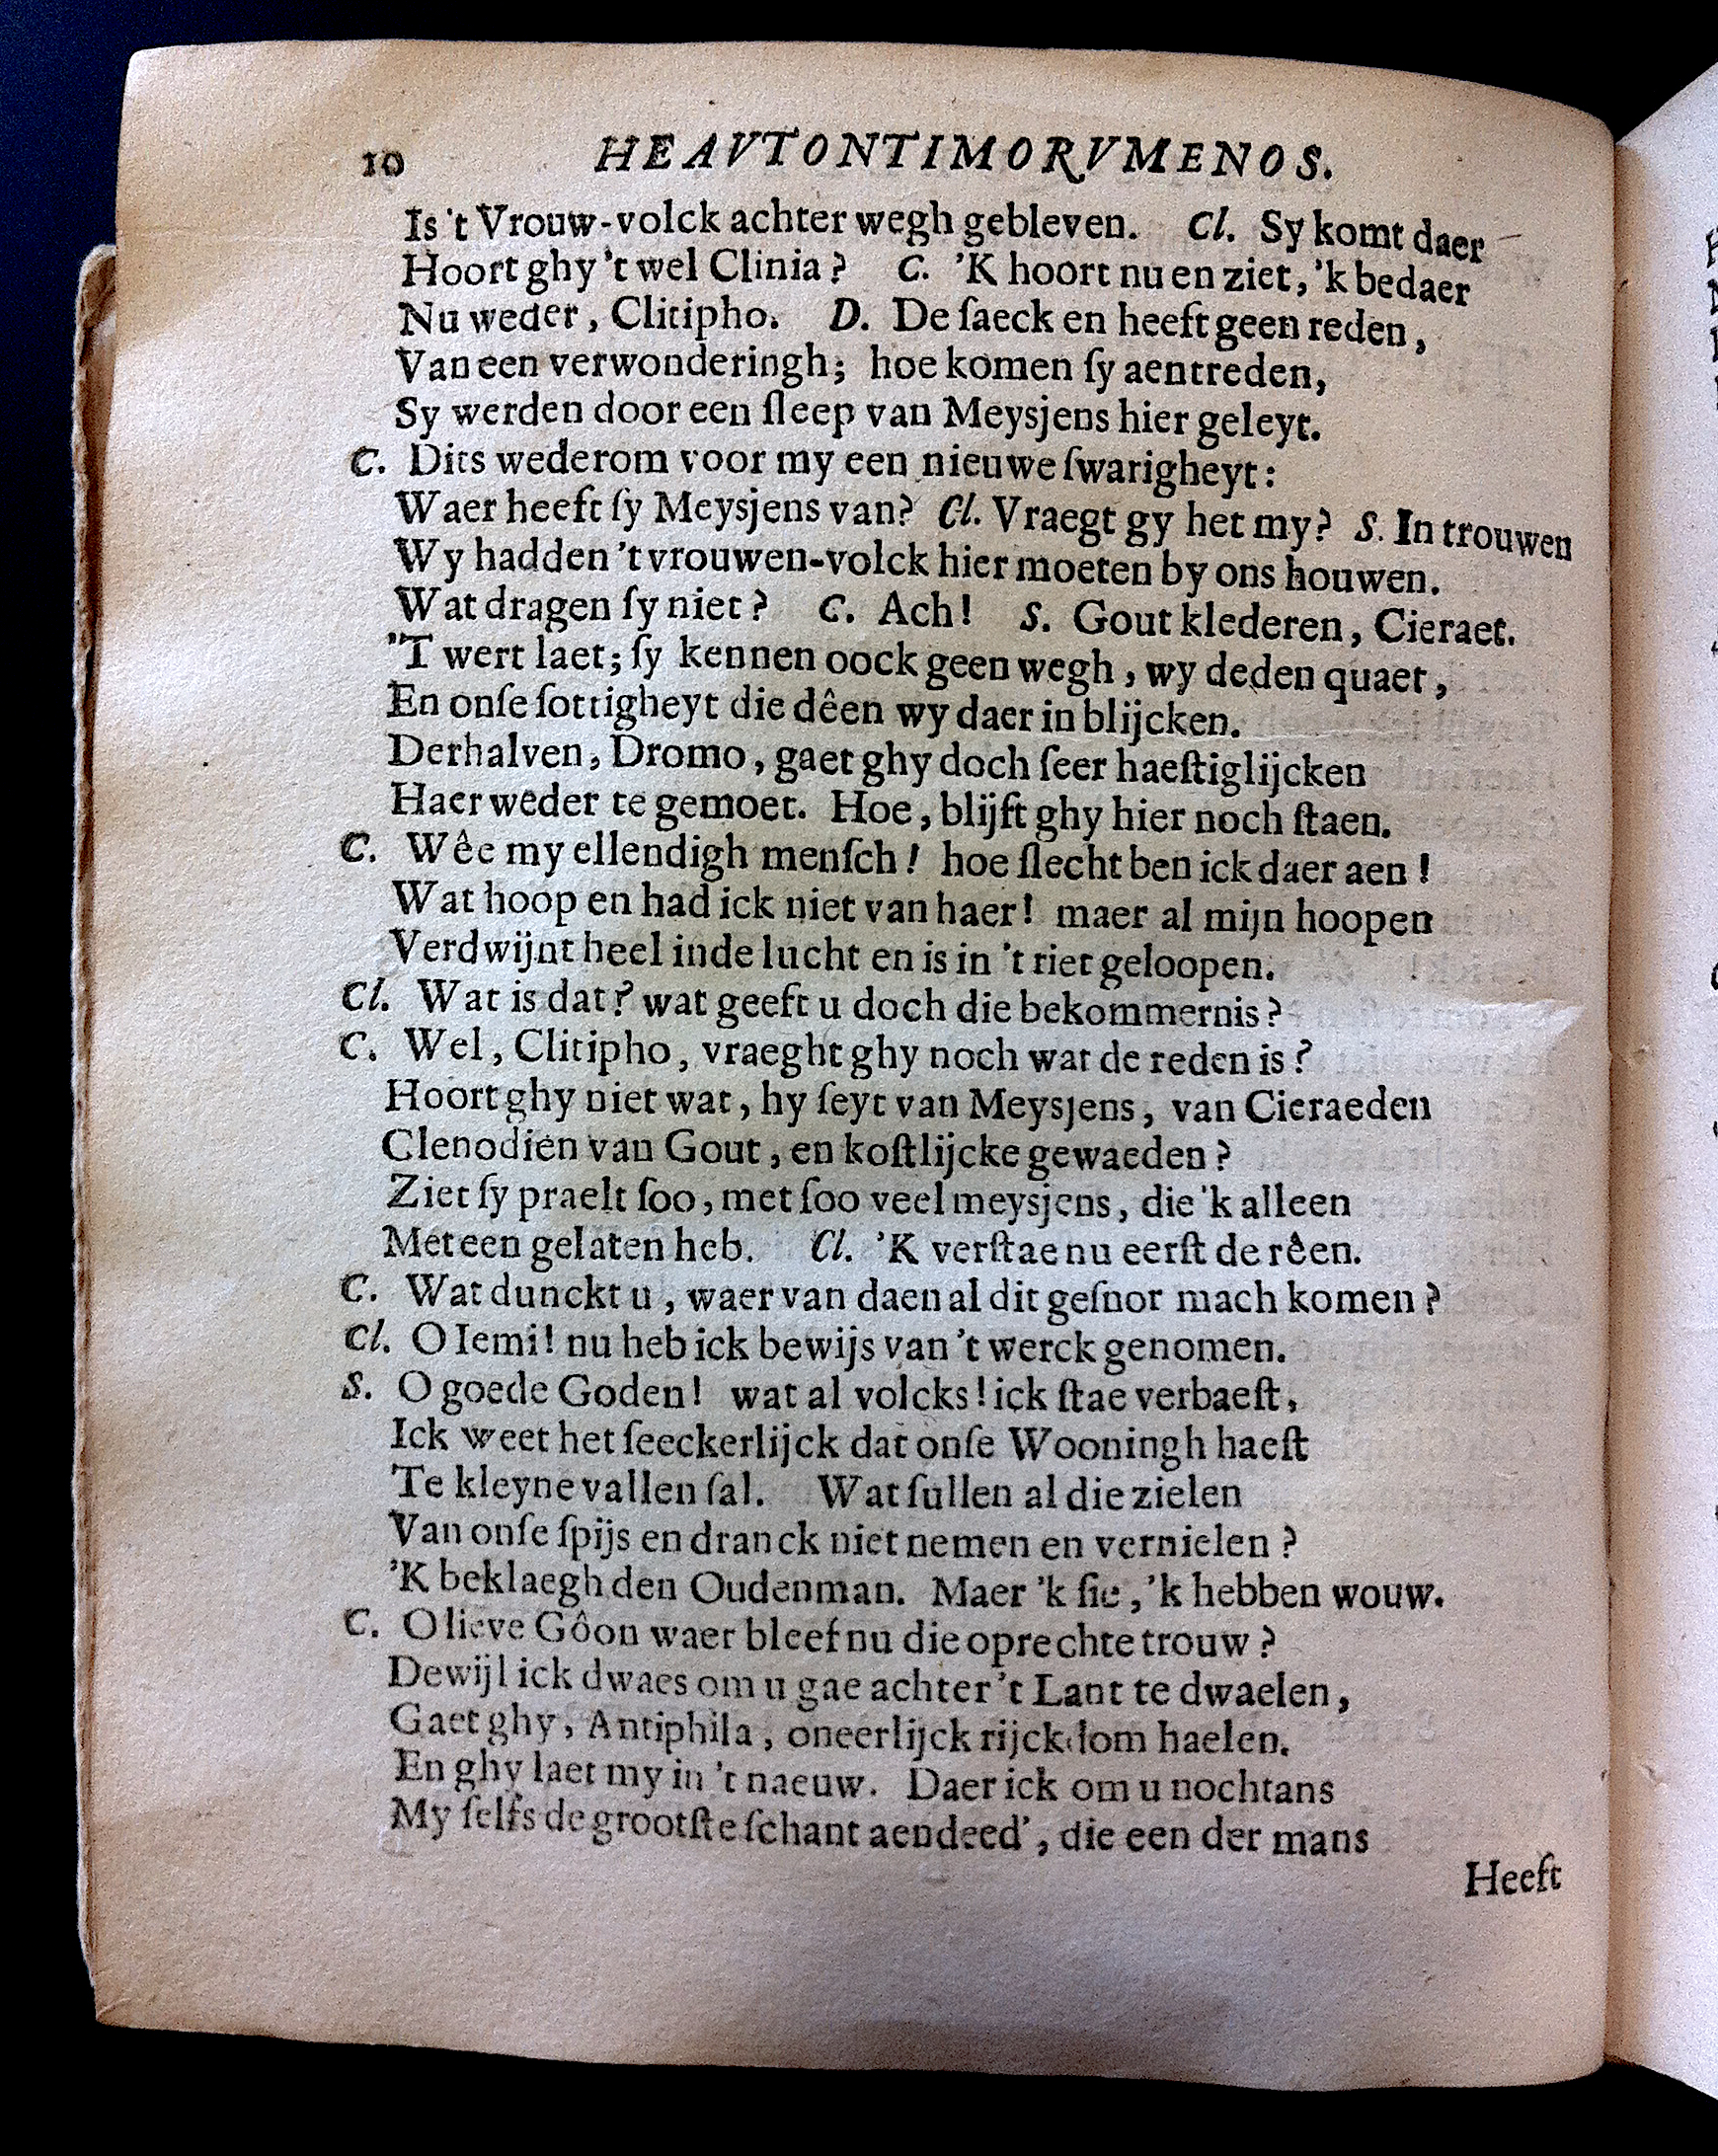 10 HEAVTONTIMORVMENOS.
Is 't Vrouw-volck achter wegh gebleven. Cl. Sy komt daer
Hoort ghy 't wel Clinia? C. 'K hoort nu en ziet, 'k bedaer
Nu weder, Clitipho. D. De ſaeck en heeft geen reden,
Van een verwonderingh; hoe komen ſy aentreden,
Sy werden door een ſleep van Meysjens hier geleyt.
C. Dits wederom voor my een nieuwe ſwarigheyt:
Waer heeft ſy Meysjens van? Cl. Vraegt gy het my? S. In trouwen
Wy hadden 't vrouwen-volck hier moeten by ons houwen.
Wat dragen ſy niet? C. Ach! S. Gout klederen, Cieraet.
"T wert laet; ſy kennen oock geen wegh, wy deden quaet,
En onſe ſottigheyt die dêen wy daer in blijcken.
Derhalven, Dromo, gaet ghy doch ſeer haeſtiglijcken
Haer weder te gemoet. Hoe, blijft ghy hier noch ſtaen.
C. Wêe my ellendigh menſch! hoe ſlecht ben ick daer aen!
Wat hoop en had ick niet van haer! maer al mijn hoopen
Verdwijnt heel inde lucht en is in 't riet geloopen.
Cl. Wat is dat? wat geeft u doch die bekommernis?
C. Wel, Clitipho, vraeght ghy noch wat de reden is?
Hoort ghy niet wat, hy ſeyt van Meysjens, van Cieraeden
Clenodien van Gout, en koſtlijcke gewaeden?
Ziet ſy praelt ſoo, met ſoo veel meysjens, die 'k alleen
Met een gelaten heb. Cl. 'K verſtae nu eerſt de rêen.
C. Wat dunckt u, waer van daen al dit geſnor mach komen?
Cl. O Iemi! nu heb ick bewijs van 't werck genomen.
S. O goede Goden! wat al volcks! ick ſtae verbaeſt,
Ick weet het ſeeckerlijck dat onſe Wooningh haeſt
Te kleyne vallen ſal. Wat ſullen al die zielen
Van onſe ſpijs en dranck niet nemen en vernielen?
'K beklaegh den Oudenman. Maer 'k ſie, 'k hebben wouw.
C. O lieve Gôon waer bleef nu die oprechte trouw?
Dewijl ick dwaes om u gae achter 't Lant te dwaelen,
Gaet ghy, Antiphila, oneerlijck rijckdom haelen.
En ghy laet my in 't naeuw. Daer ick om u nochtans
My ſelfs de grootſte ſchant aendeed', die een der mans
Heeft